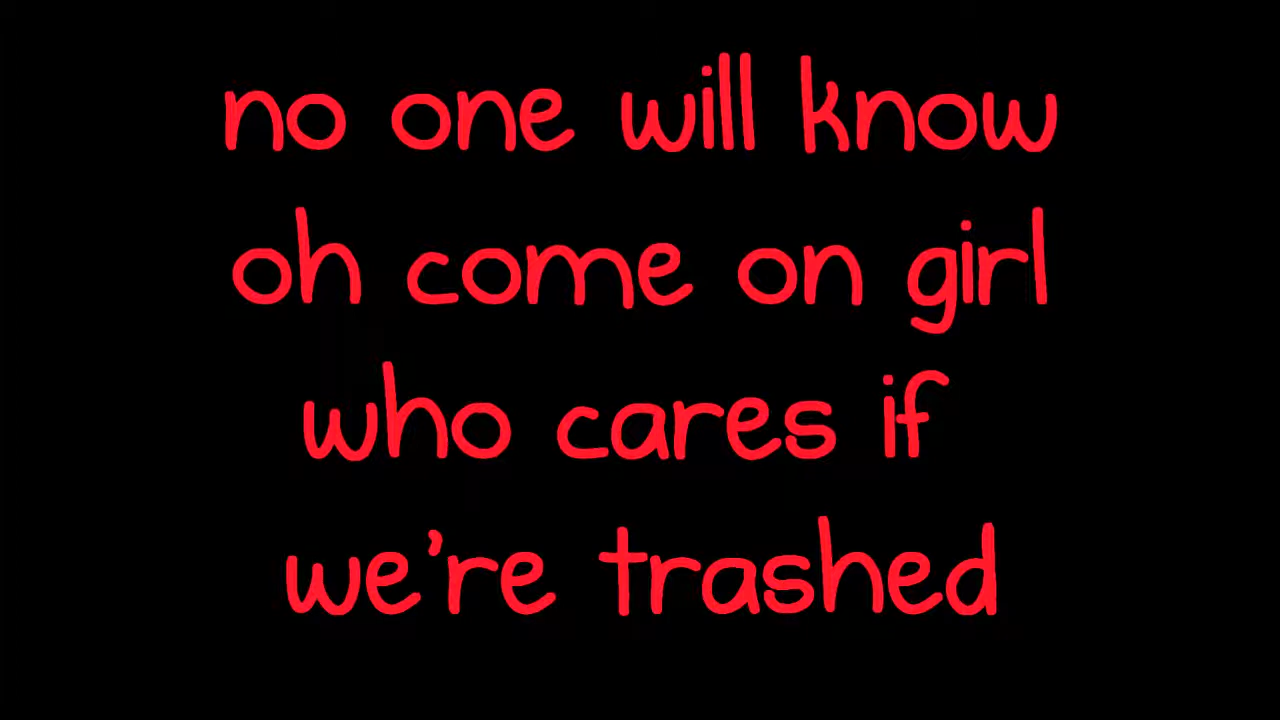 no one will know
oh come on girl
who cares if
we're trashed